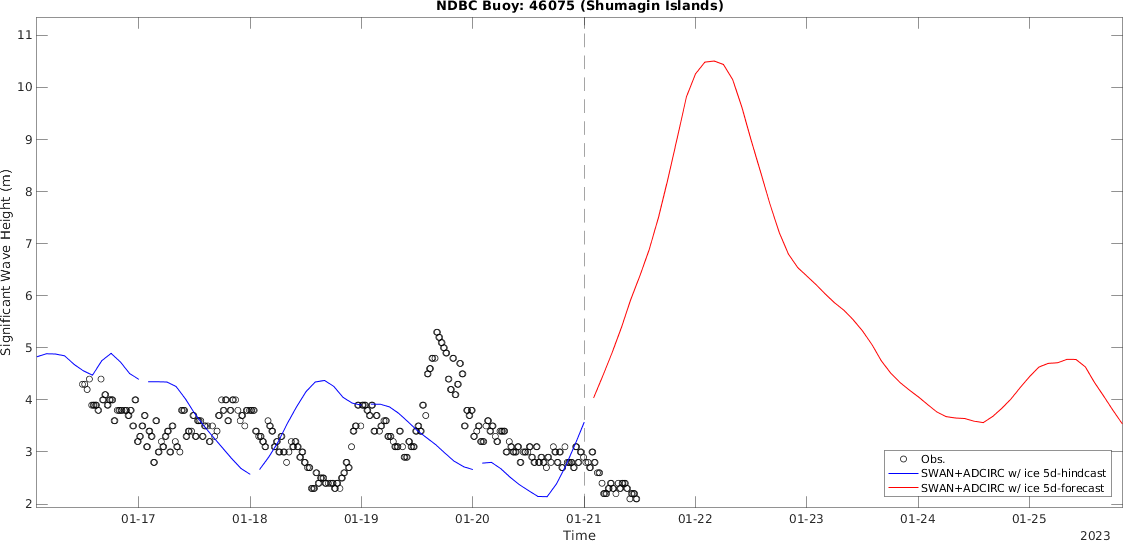 NDBC Buoy: 46075 (Shumagin Islands)
Significant Wave Height (m)
11
10
9
8
7
6
5
4
3
2
Obs.
SWAN+ADCIRC w/ ice 5d-hindcast
SWAN+ADCIRC w/ ice 5d-forecast
01-17 01-18 01-19 01-20 01-21 01-22 01-23 01-24 01-25
Time
2023